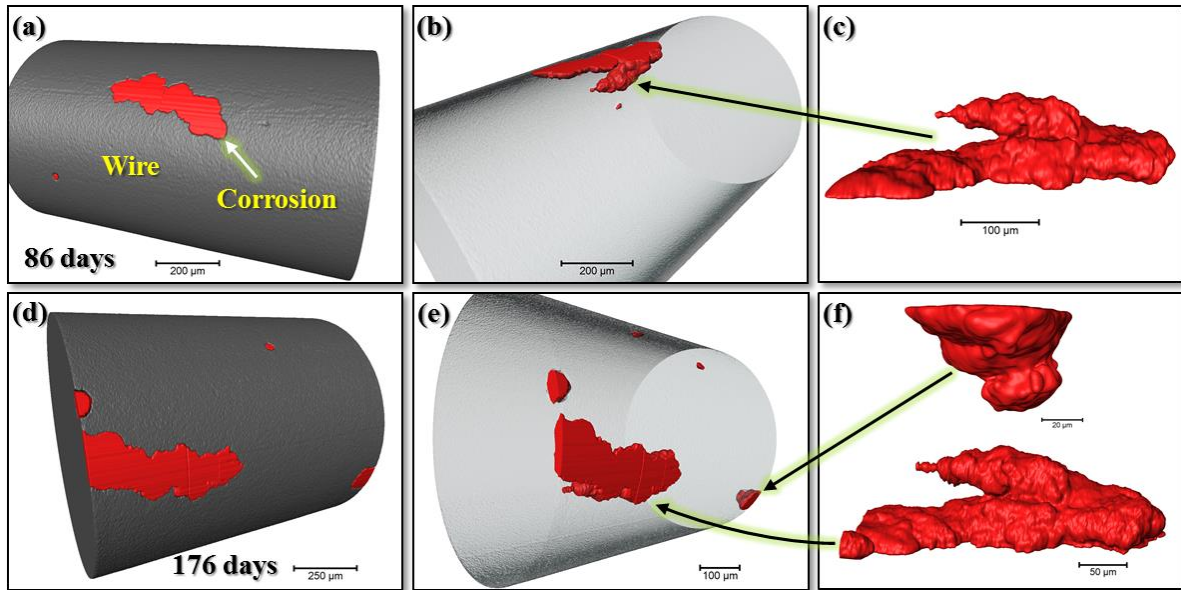 (a)
Wire
Corrosion
86 days
200 µm
(b)
200 µm
(c)
100 µm
(d)
176 days
250 µm
(e)
100 µm
(f)
20 µm
50 µm